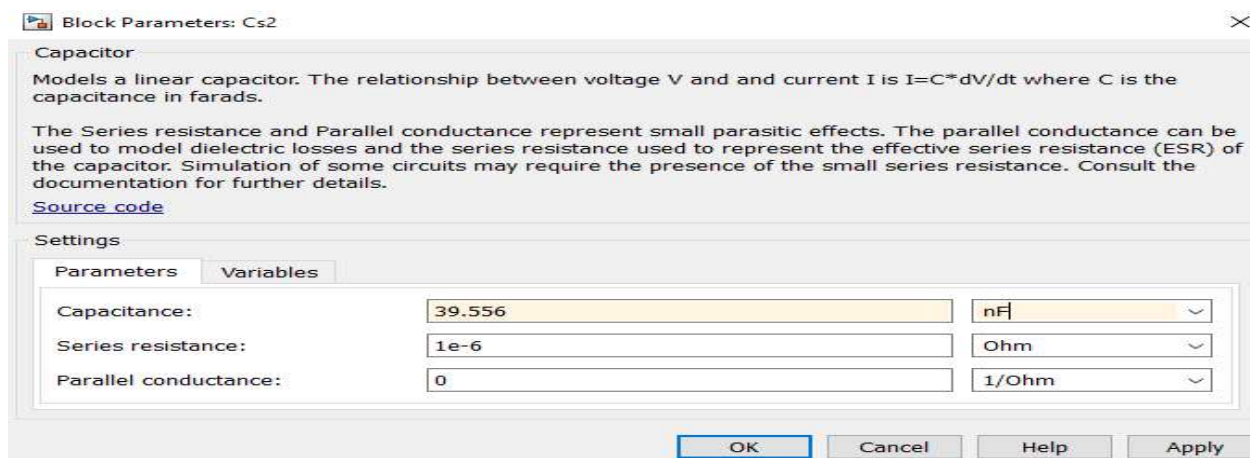 Block Parameters: Cs2
Capacitor
Models a linear capacitor. The relationship between voltage V and and current I is I=C*dV/dt where C is the
capacitance in farads.
The Series resistance and Parallel conductance represent small parasitic effects. The parallel conductance can be
used to model dielectric losses and the series resistance used to represent the effective series resistance (ESR) of
the capacitor. Simulation of some circuits may require the presence of the small series resistance. Consult the
documentation for further details.
Source code
Settings
Parameters Variables
Capacitance: 39.556 nF
Series resistance: 1e-6 Ohm
Parallel conductance: 0 1/Ohm
OK Cancel Help Apply